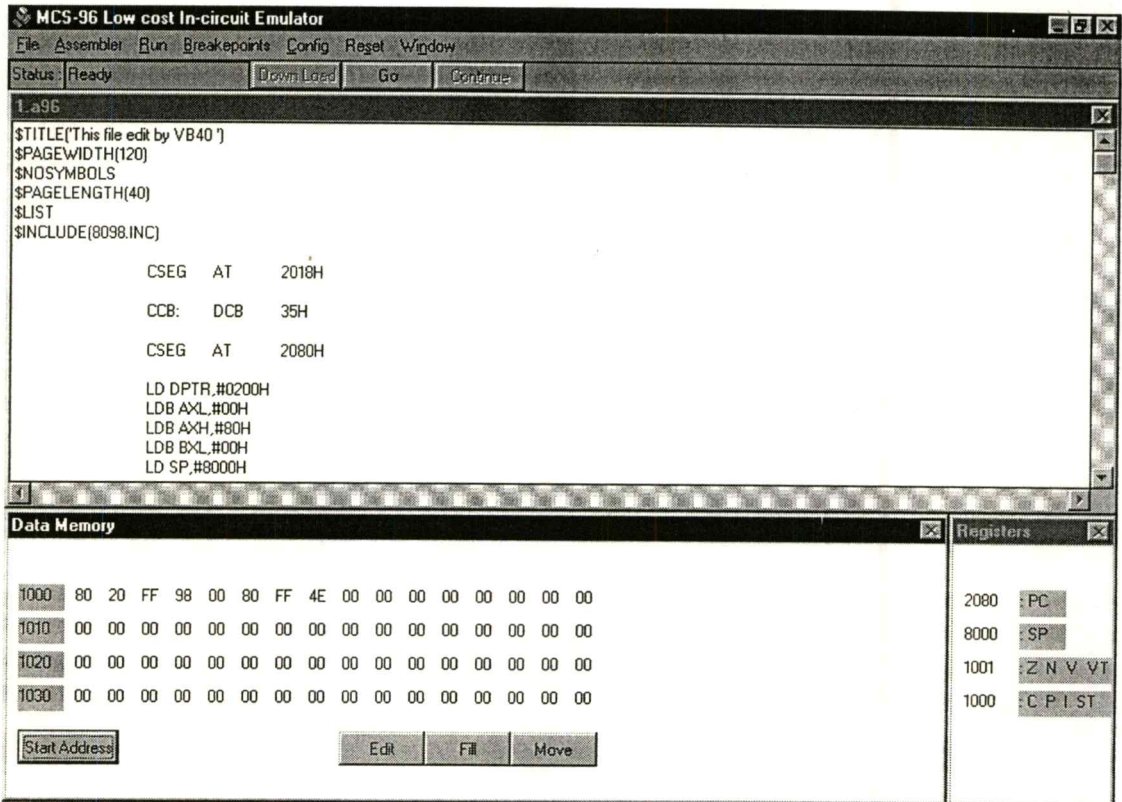 MCS-96 Low cost In-circuit Emulator
File Assembler Run Breakepoints Config Reset Window
Status : Ready Down Load Go Continue
1.a96
$TITLE('This file edit by VB40 ')
$PAGEWIDTH(120)
$NOSYMBOLS
$PAGELENGTH(40)
$LIST
$INCLUDE(8098.INC)
CSEG AT 2018H
CCB: DCB 35H
CSEG AT 2080H
LD DPTR,#0200H
LDB AXL,#00H
LDB AXH,#80H
LDB BXL,#00H
LD SP,#8000H
Data Memory
1000 80 20 FF 98 00 80 FF 4E 00 00 00 00 00 00 00 00
1010 00 00 00 00 00 00 00 00 00 00 00 00 00 00 00 00
1020 00 00 00 00 00 00 00 00 00 00 00 00 00 00 00 00
1030 00 00 00 00 00 00 00 00 00 00 00 00 00 00 00 00
Start Address Edit Fill Move
Registers
2080 : PC
8000 : SP
1001 : Z N V VT
1000 : C P I ST